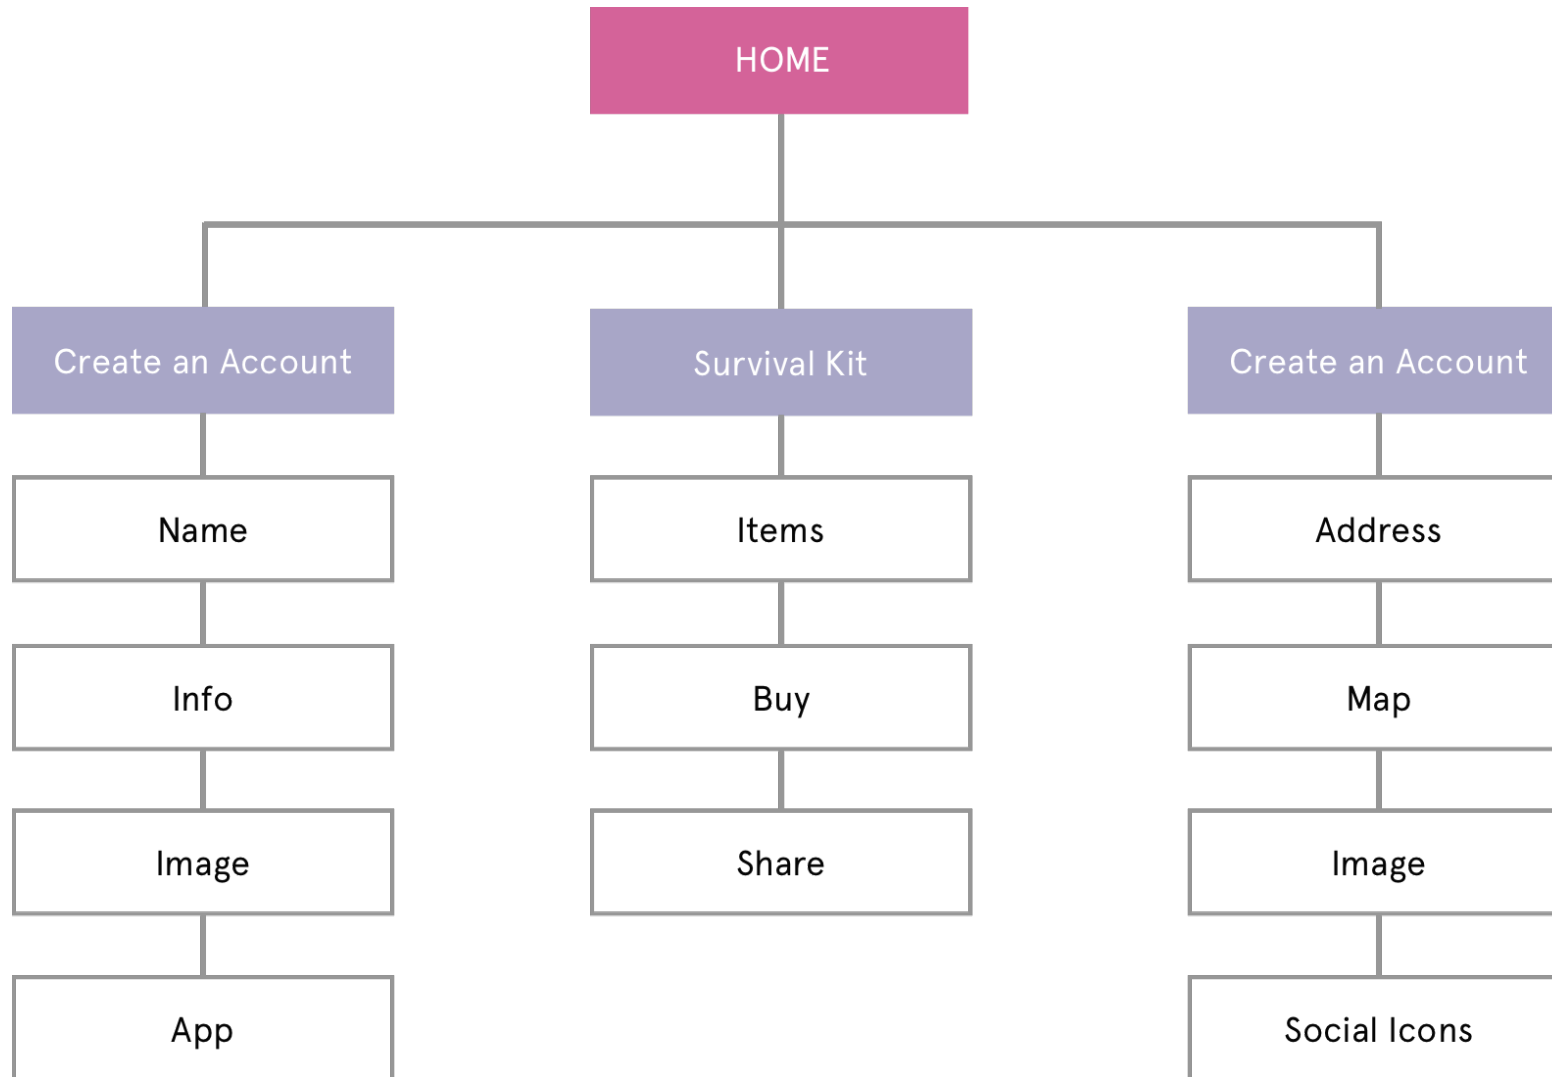 HOME
Create an Account
Survival Kit
Create an Account
Name
Items
Address
Info
Buy
Map
Image
Share
Image
App
Social Icons